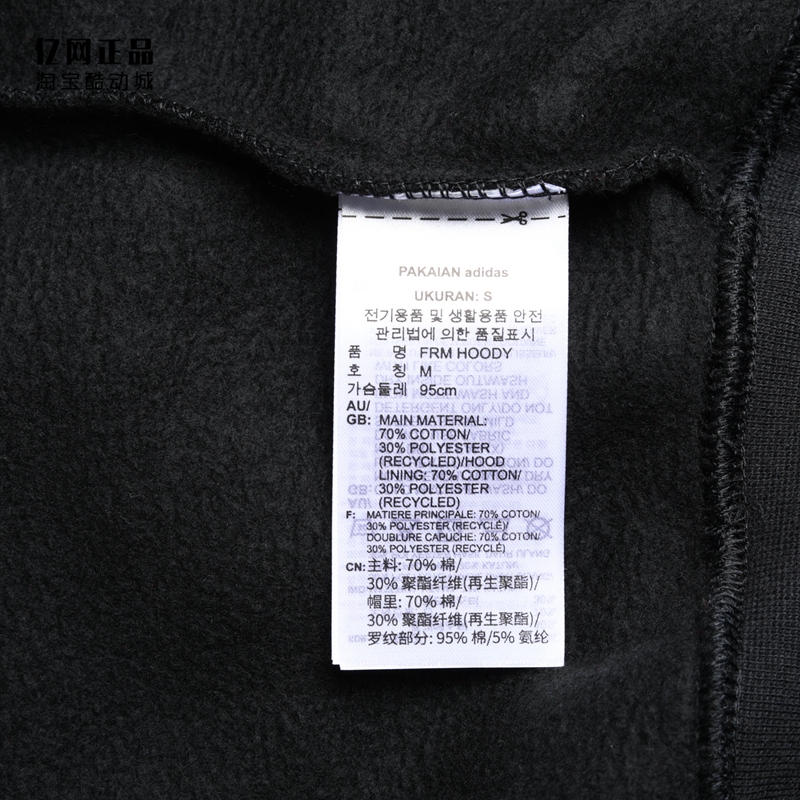 亿网正品
淘宝酷动城
PAKAIAN adidas
UKURAN: S
전기용품 및 생활용품 안전
관리법에 의한 품질표시
품 명 FRM HOODY
호 칭 M
가슴둘레 95cm
AU/
GB: MAIN MATERIAL:
70% COTTON/
30% POLYESTER
(RECYCLED)/HOOD
LINING: 70% COTTON/
30% POLYESTER
(RECYCLED)
F: MATIERE PRINCIPALE: 70% COTON/
30% POLYESTER (RECYCLÉ)/
DOUBLURE CAPUCHE: 70% COTON/
30% POLYESTER (RECYCLÉ)
CN: 主料: 70% 棉/
30% 聚酯纤维(再生聚酯)/
帽里: 70% 棉/
30% 聚酯纤维(再生聚酯)/
罗纹部分: 95% 棉/5% 氨纶